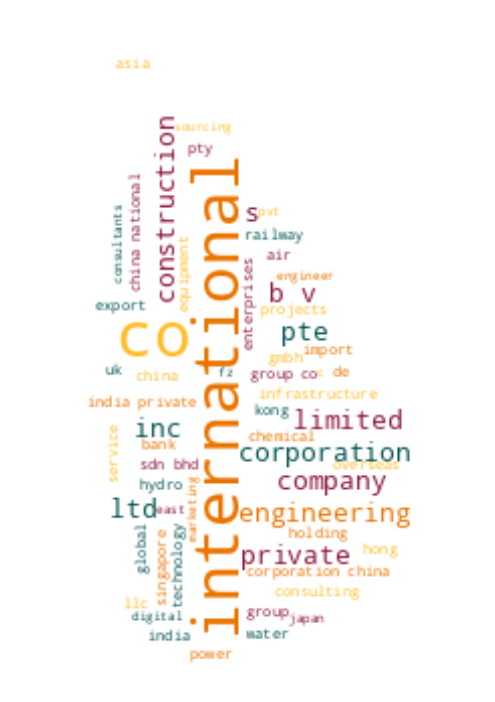 asia
sourcing
construction
pty
international
china national
consultants
s
pvt
railway
equipment
air
enterprises
engineer
b v
export
projects
co
pte
import
gmbh
uk
china
fz
group co
c
de
infrastructure
india private
kong
limited
inc
chemical
bank
service
corporation
sdn bhd
overseas
hydro
company
marketing
ltd
east
engineering
global
singapore
technology
holding
private
hong
corporation china
consulting
llc
digital
group
japan
india
water
power